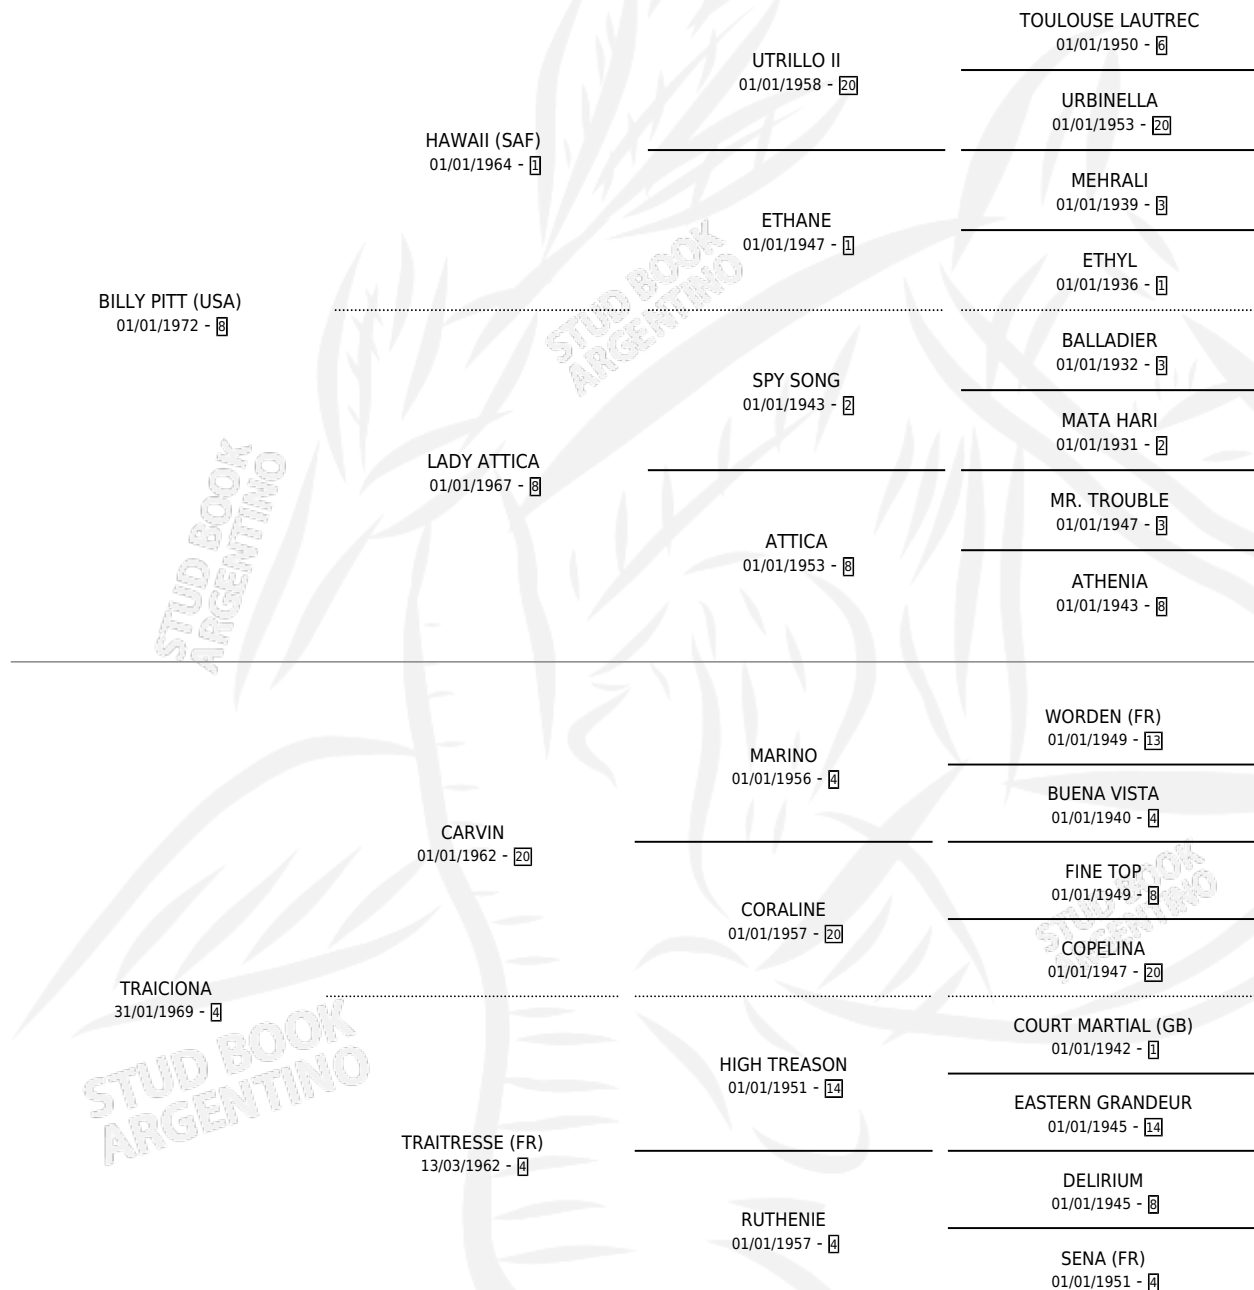 TOULOUSE LAUTREC
01/01/1950 - 6
UTRILLO II
01/01/1958 - 20
URBINELLA
01/01/1953 - 20
HAWAII (SAF)
01/01/1964 - 1
MEHRALI
01/01/1939 - 3
ETHANE
01/01/1947 - 1
ETHYL
01/01/1936 - 1
BILLY PITT (USA)
01/01/1972 - 8
STUD BOOK
ARGENTINO
BALLADIER
01/01/1932 - 3
SPY SONG
01/01/1943 - 2
MATA HARI
01/01/1931 - 2
LADY ATTICA
01/01/1967 - 8
MR. TROUBLE
01/01/1947 - 3
ATTICA
01/01/1953 - 8
ATHENIA
01/01/1943 - 8
STUD BOOK
ARGENTINO
WORDEN (FR)
01/01/1949 - 13
MARINO
01/01/1956 - 4
BUENA VISTA
01/01/1940 - 4
CARVIN
01/01/1962 - 20
FINE TOP
01/01/1949 - 8
CORALINE
01/01/1957 - 20
COPELINA
01/01/1947 - 20
STUD BOOK
ARGENTINO
TRAICIONA
31/01/1969 - 4
STUD BOOK
ARGENTINO
COURT MARTIAL (GB)
01/01/1942 - 1
HIGH TREASON
01/01/1951 - 14
EASTERN GRANDEUR
01/01/1945 - 14
TRAITRESSE (FR)
13/03/1962 - 4
DELIRIUM
01/01/1945 - 8
RUTHENIE
01/01/1957 - 4
SENA (FR)
01/01/1951 - 4